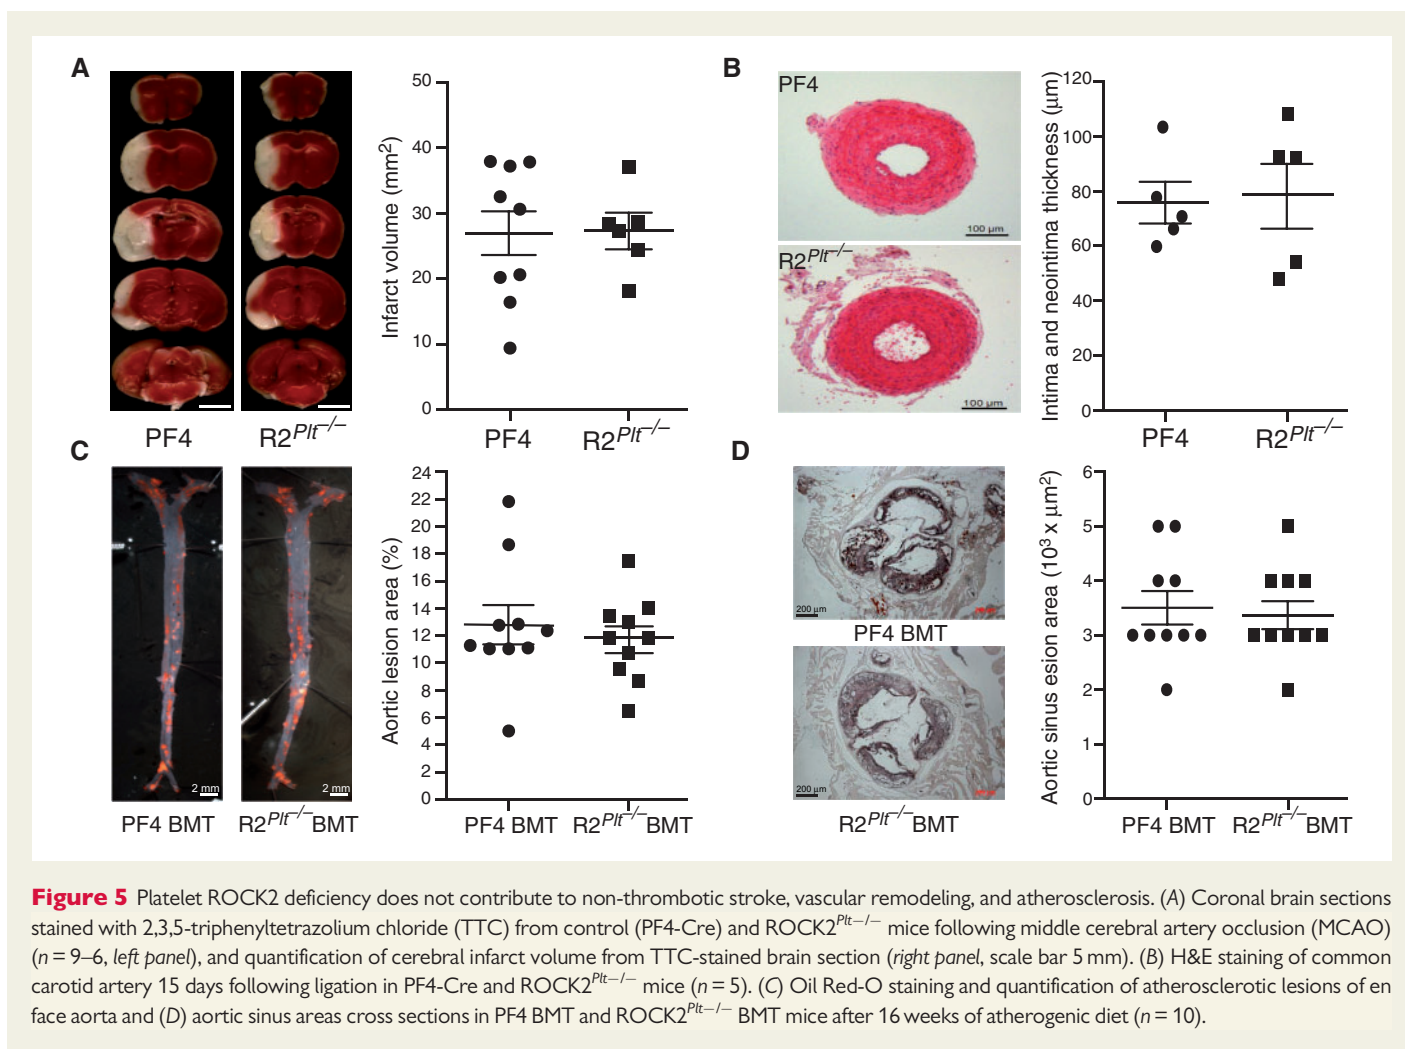 A
50
40
30
20
10
0
Infarct volume (mm²)
PF4
R2Plt−/−
PF4
R2Plt−/−
B
PF4
100 µm
R2Plt−/−
100 µm
120
100
80
60
40
20
0
Intima and neointima thickness (µm)
PF4
R2Plt−/−
C
2 mm
2 mm
PF4 BMT
R2Plt−/−BMT
24
22
20
18
16
14
12
10
8
6
4
2
0
Aortic lesion area (%)
PF4 BMT
R2Plt−/−BMT
D
200 µm
PF4 BMT
200 µm
R2Plt−/−BMT
6
5
4
3
2
1
0
Aortic sinus esion area (10³ x µm²)
PF4 BMT
R2Plt−/−BMT
Figure 5 Platelet ROCK2 deficiency does not contribute to non-thrombotic stroke, vascular remodeling, and atherosclerosis. (A) Coronal brain sections
stained with 2,3,5-triphenyltetrazolium chloride (TTC) from control (PF4-Cre) and ROCK2Plt−/− mice following middle cerebral artery occlusion (MCAO)
(n = 9–6, left panel), and quantification of cerebral infarct volume from TTC-stained brain section (right panel, scale bar 5 mm). (B) H&E staining of common
carotid artery 15 days following ligation in PF4-Cre and ROCK2Plt−/− mice (n = 5). (C) Oil Red-O staining and quantification of atherosclerotic lesions of en
face aorta and (D) aortic sinus areas cross sections in PF4 BMT and ROCK2Plt−/− BMT mice after 16 weeks of atherogenic diet (n = 10).